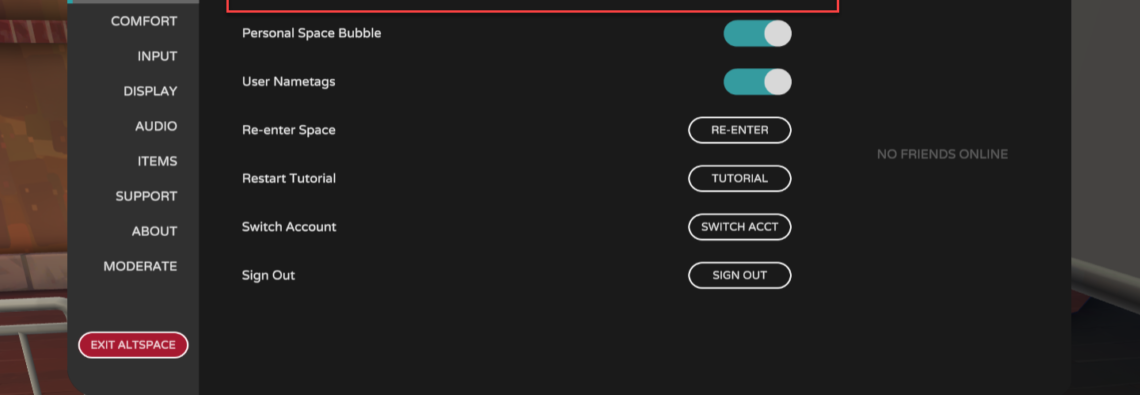 COMFORT
INPUT
DISPLAY
AUDIO
ITEMS
SUPPORT
ABOUT
MODERATE
EXIT ALTSPACE
Personal Space Bubble
User Nametags
Re-enter Space RE-ENTER
Restart Tutorial TUTORIAL
Switch Account SWITCH ACCT
Sign Out SIGN OUT
NO FRIENDS ONLINE